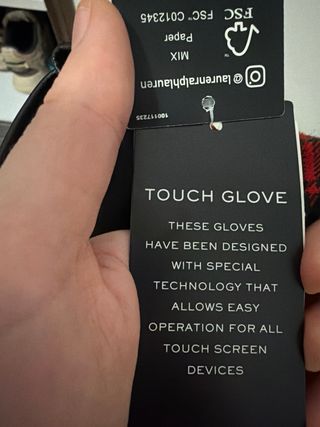 FSC™ C012345
FSC
Paper
MIX
@laurenralphlauren
100117235
TOUCH GLOVE
THESE GLOVES
HAVE BEEN DESIGNED
WITH SPECIAL
TECHNOLOGY THAT
ALLOWS EASY
OPERATION FOR ALL
TOUCH SCREEN
DEVICES